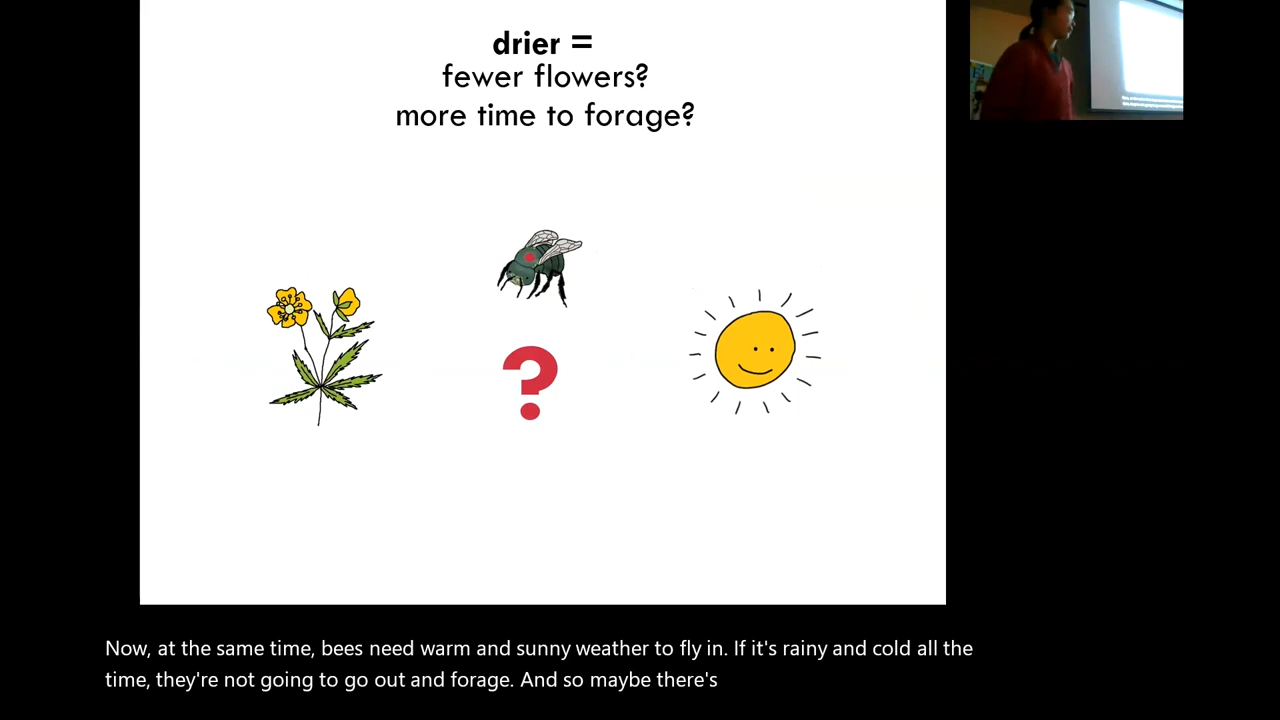 drier =
fewer flowers?
more time to forage?
?
Now, at the same time, bees need warm and sunny weather to fly in. If it's rainy and cold all the
time, they're not going to go out and forage. And so maybe there's